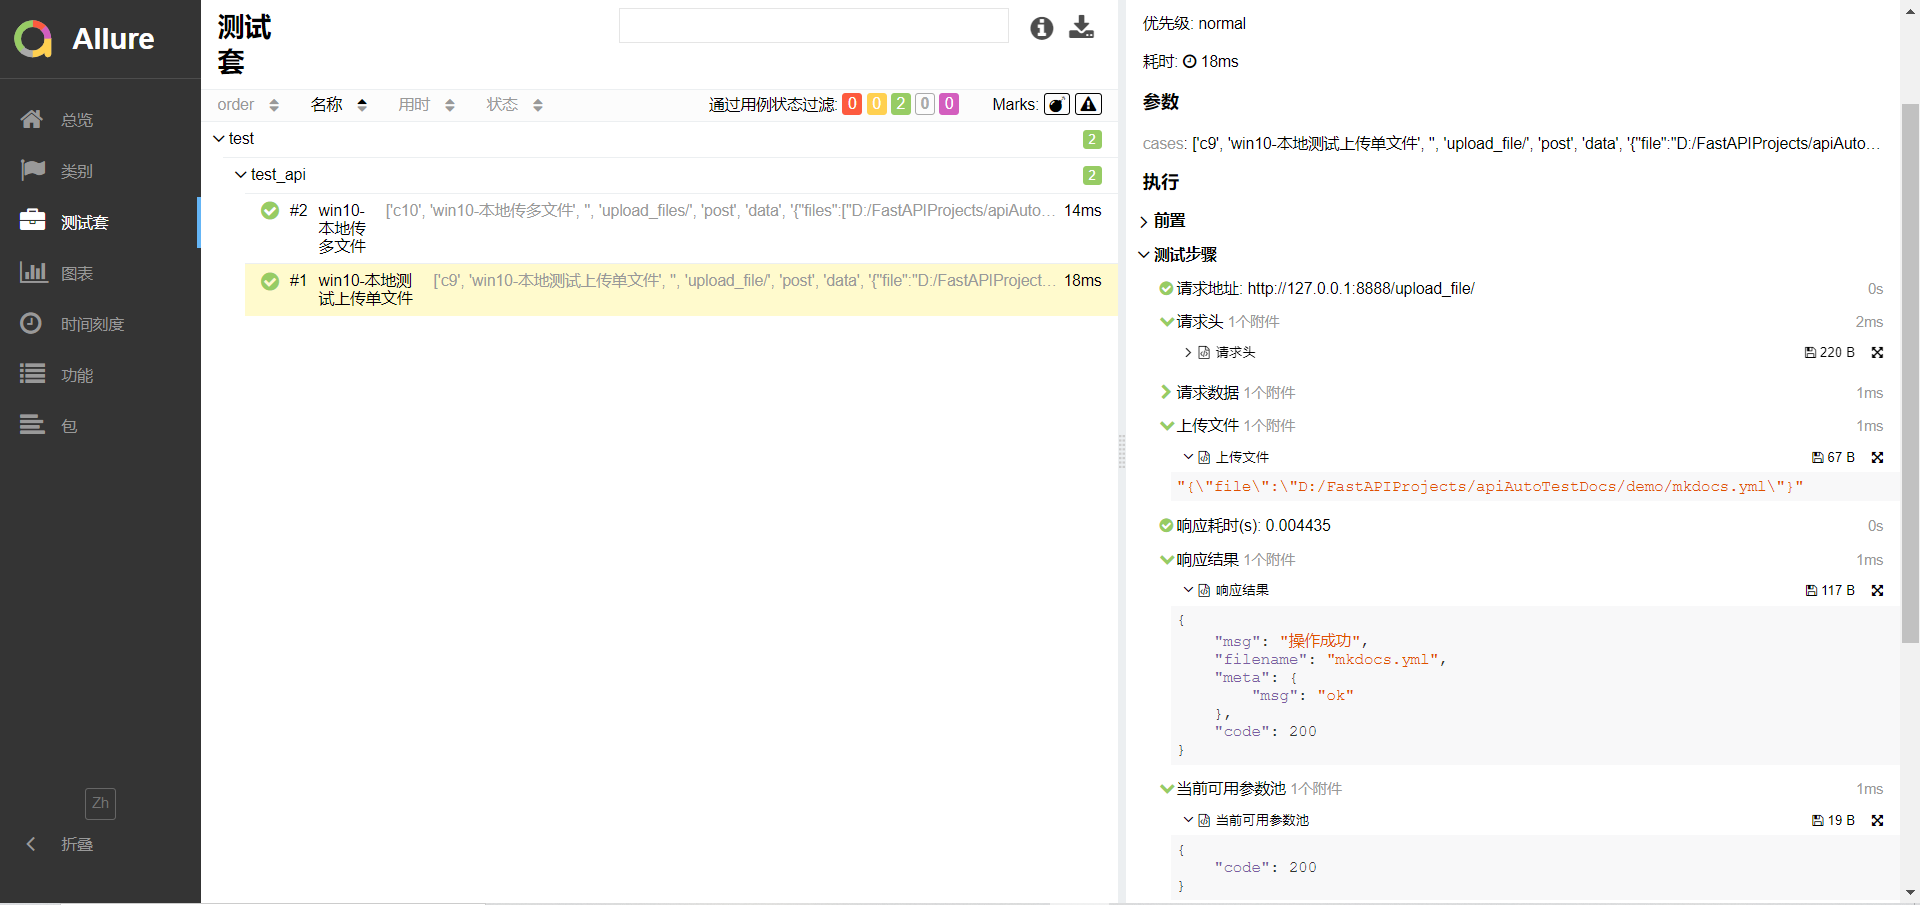 Allure
总览
类别
测试套
图表
时间刻度
功能
包
Zh
折叠
测试
套
order 名称 用时 状态 通过用例状态过滤: 0 0 2 0 0 Marks:
test 2
test_api 2
#2 win10-本地传多文件 ['c10', 'win10-本地传多文件', '', 'upload_files/', 'post', 'data', '{"files":["D:/FastAPIProjects/apiAuto… 14ms
#1 win10-本地测试上传单文件 ['c9', 'win10-本地测试上传单文件', '', 'upload_file/', 'post', 'data', '{"file":"D:/FastAPIProject… 18ms
优先级: normal
耗时: 18ms
参数
cases: ['c9', 'win10-本地测试上传单文件', '', 'upload_file/', 'post', 'data', '{"file":"D:/FastAPIProjects/apiAuto…
执行
前置
测试步骤
请求地址: http://127.0.0.1:8888/upload_file/ 0s
请求头 1个附件 2ms
请求头 220 B
请求数据 1个附件 1ms
上传文件 1个附件 1ms
上传文件 67 B
"{\"file\":\"D:/FastAPIProjects/apiAutoTestDocs/demo/mkdocs.yml\"}"
响应耗时(s): 0.004435 0s
响应结果 1个附件 1ms
响应结果 117 B
{
"msg": "操作成功",
"filename": "mkdocs.yml",
"meta": {
"msg": "ok"
},
"code": 200
}
当前可用参数池 1个附件 1ms
当前可用参数池 19 B
{
"code": 200
}